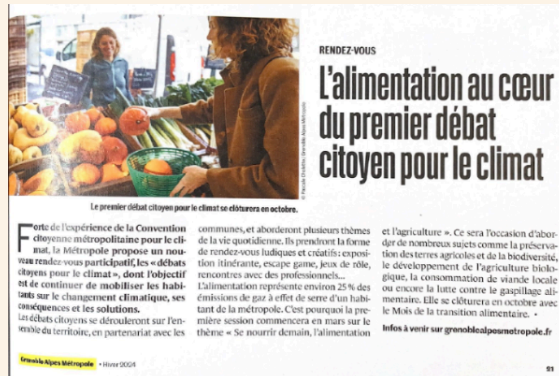 RENDEZ-VOUS
L'alimentation au cœur
du premier débat
citoyen pour le climat
Le premier débat citoyen pour le climat se clôturera en octobre.
Forte de l'expérience de la Convention
citoyenne métropolitaine pour le cli-
mat, la Métropole propose un nou-
veau rendez-vous participatif, les « débats
citoyens pour le climat », dont l'objectif
est de continuer de mobiliser les habi-
tants sur le changement climatique, ses
conséquences et les solutions.
Les débats citoyens se dérouleront sur l'en-
semble du territoire, en partenariat avec les
communes, et aborderont plusieurs thèmes
de la vie quotidienne. Ils prendront la forme
de rendez-vous ludiques et créatifs : exposi-
tion itinérante, escape game, jeux de rôle,
rencontres avec des professionnels...
L'alimentation représente environ 25 % des
émissions de gaz à effet de serre d'un habi-
tant de la métropole. C'est pourquoi la pre-
mière session commencera en mars sur le
thème « Se nourrir demain, l'alimentation
et l'agriculture ». Ce sera l'occasion d'abor-
der de nombreux sujets comme la préserva-
tion des terres agricoles et de la biodiversité,
le développement de l'agriculture biolo-
gique, la consommation de viande locale
ou encore la lutte contre le gaspillage ali-
mentaire. Elle se clôturera en octobre avec
le Mois de la transition alimentaire. •
Infos à venir sur grenoblealpesmetropole.fr
Grenoble Alpes Métropole • Hiver 2024